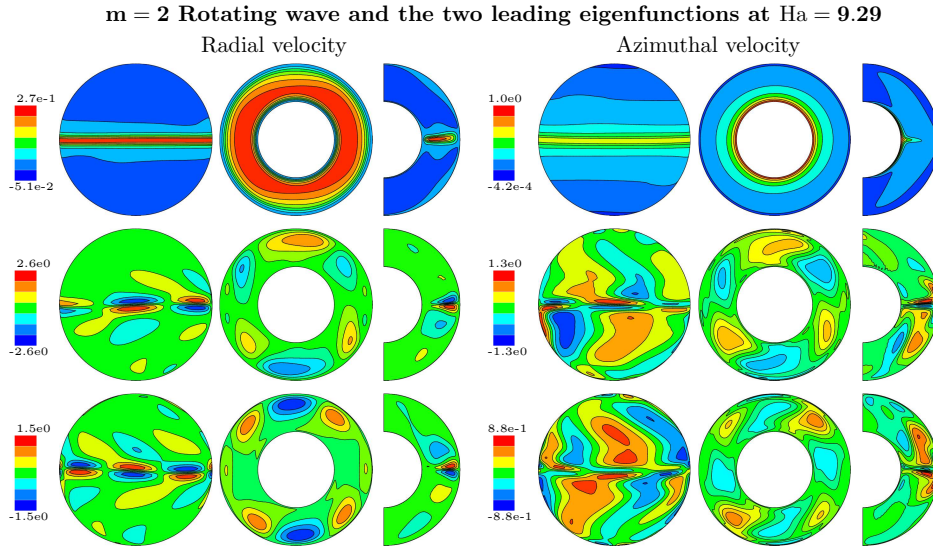 m = 2 Rotating wave and the two leading eigenfunctions at Ha = 9.29
Radial velocity
Azimuthal velocity
2.7e-1
-5.1e-2
1.0e0
-4.2e-4
2.6e0
-2.6e0
1.3e0
-1.3e0
1.5e0
-1.5e0
8.8e-1
-8.8e-1